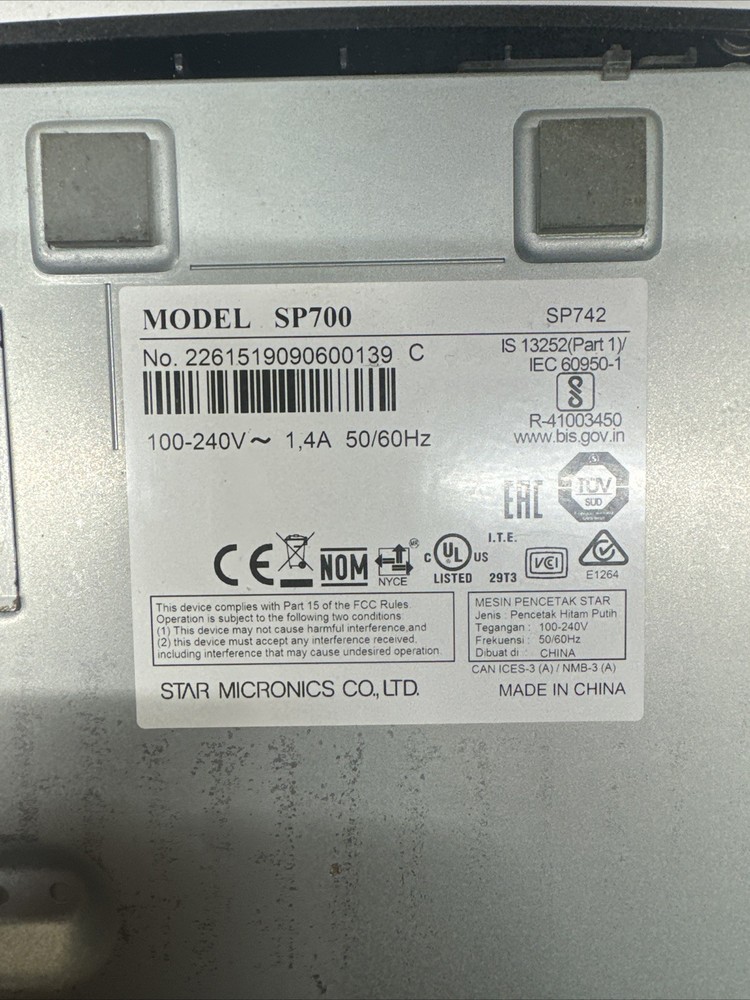 MODEL SP700 SP742
No. 2261519090600139 C
IS 13252(Part 1)/
IEC 60950-1
R-41003450
www.bis.gov.in
100-240V～ 1,4A 50/60Hz
EAC
TÜV
SÜD
CE
NOM
NYCE
c UL US
LISTED
I.T.E.
29T3
VCI
E1264
This device complies with Part 15 of the FCC Rules
Operation is subject to the following two conditions:
(1) This device may not cause harmful interference,and
(2) this device must accept any interference received,
including interference that may cause undesired operation.
MESIN PENCETAK STAR
Jenis : Pencetak Hitam Putih
Tegangan : 100-240V
Frekuensi : 50/60Hz
Dibuat di : CHINA
CAN ICES-3 (A) / NMB-3 (A)
STAR MICRONICS CO., LTD.
MADE IN CHINA